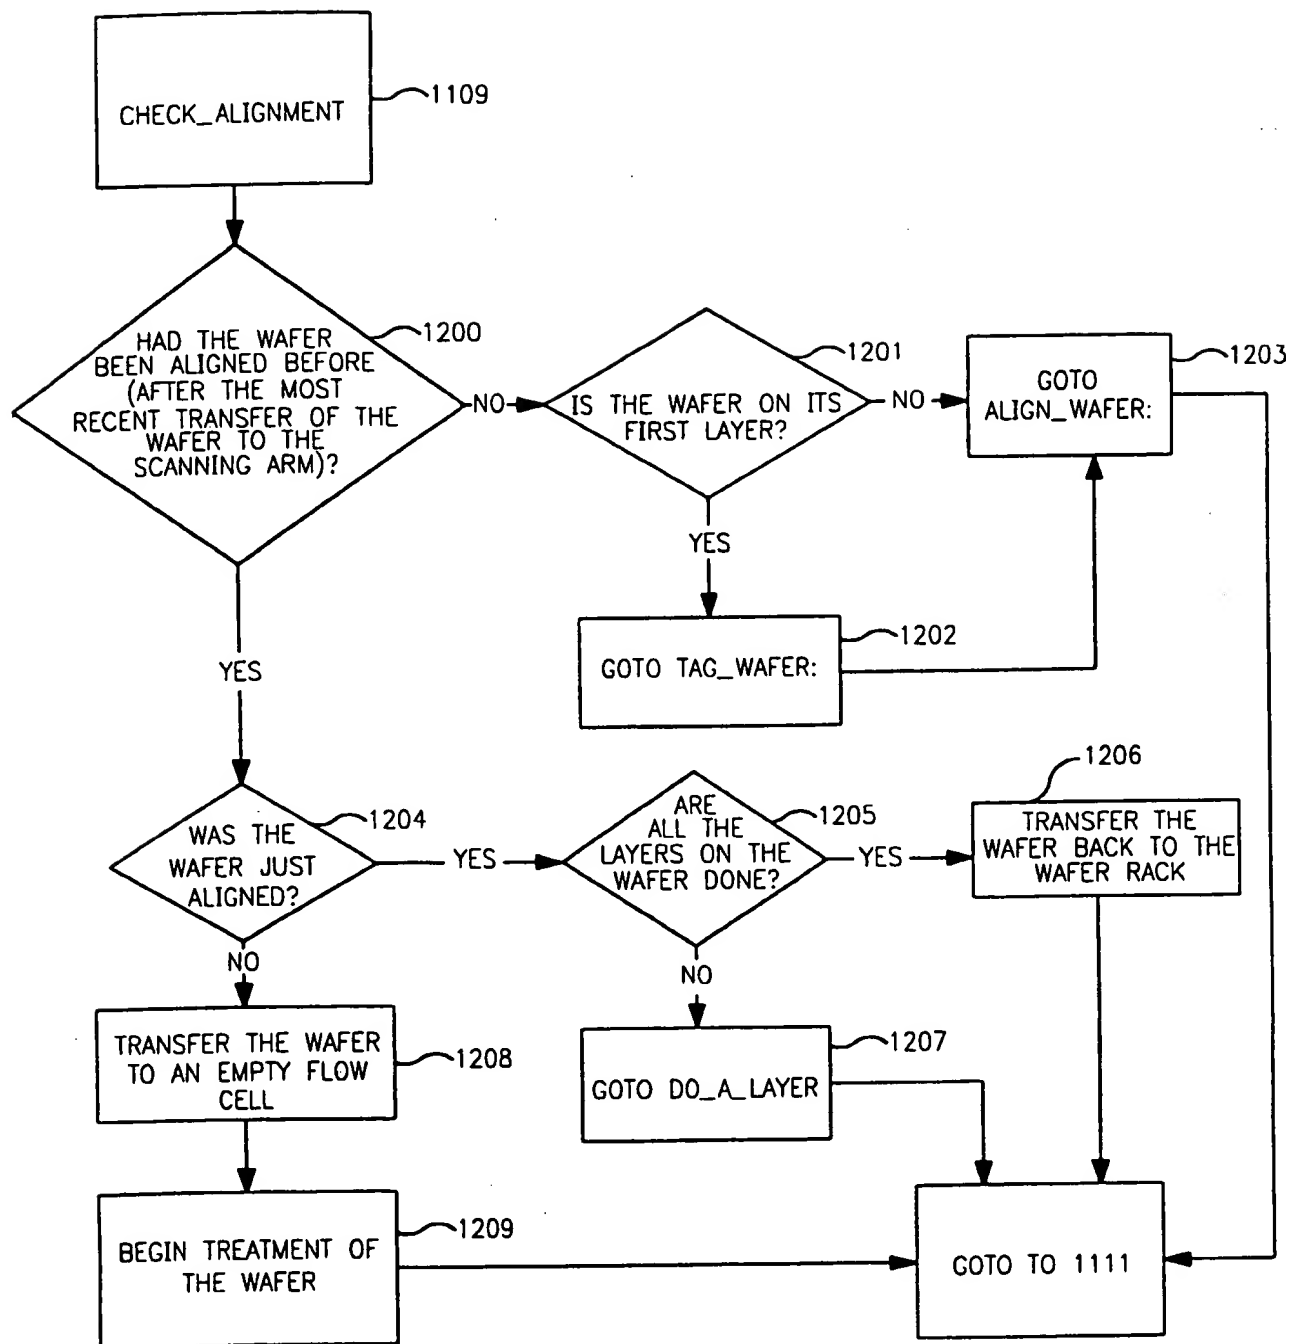 CHECK_ALIGNMENT
1109
HAD THE WAFER
BEEN ALIGNED BEFORE
(AFTER THE MOST
RECENT TRANSFER OF THE
WAFER TO THE
SCANNING ARM)?
1200
NO
IS THE WAFER ON ITS
FIRST LAYER?
1201
NO
GOTO
ALIGN_WAFER:
1203
YES
GOTO TAG_WAFER:
1202
YES
WAS THE
WAFER JUST
ALIGNED?
1204
YES
ARE
ALL THE
LAYERS ON THE
WAFER DONE?
1205
YES
TRANSFER THE
WAFER BACK TO THE
WAFER RACK
1206
NO
NO
TRANSFER THE WAFER
TO AN EMPTY FLOW
CELL
1208
GOTO DO_A_LAYER
1207
BEGIN TREATMENT OF
THE WAFER
1209
GOTO TO 1111